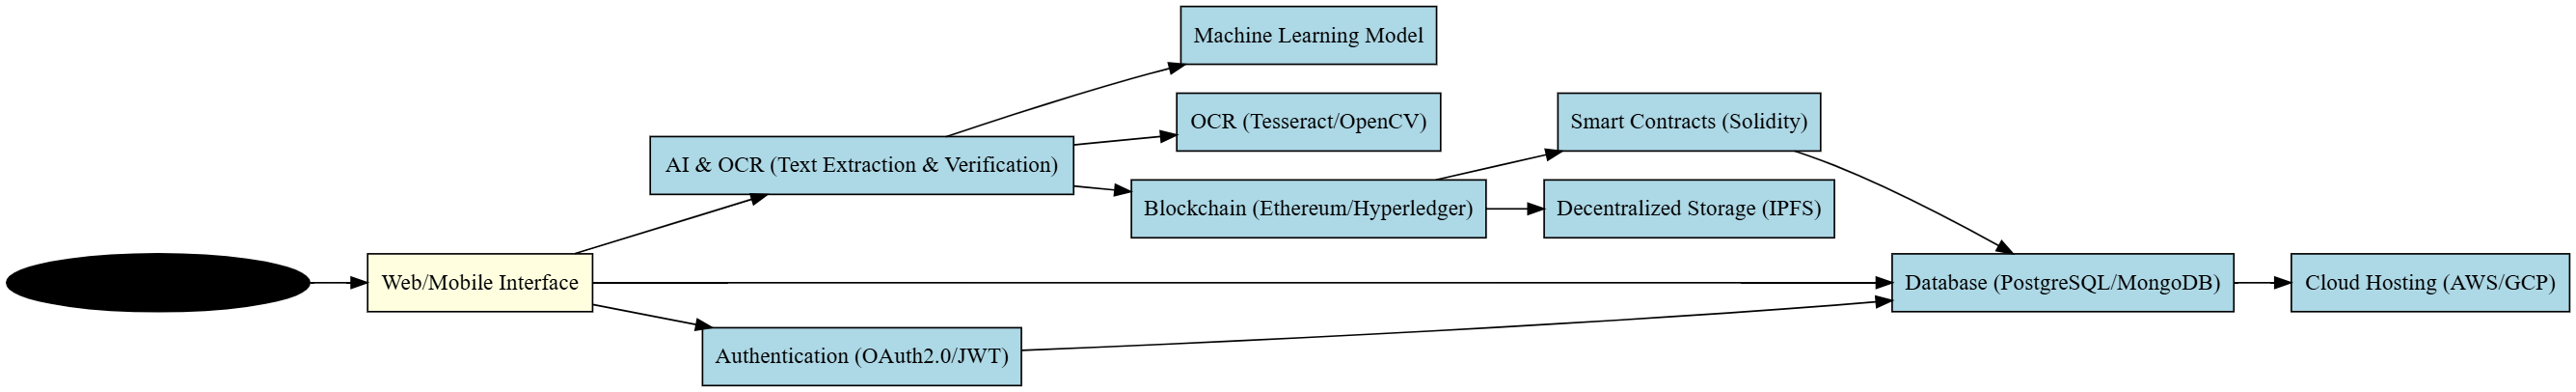 Machine Learning Model
OCR (Tesseract/OpenCV)
Smart Contracts (Solidity)
AI & OCR (Text Extraction & Verification)
Blockchain (Ethereum/Hyperledger)
Decentralized Storage (IPFS)
Web/Mobile Interface
Database (PostgreSQL/MongoDB)
Cloud Hosting (AWS/GCP)
Authentication (OAuth2.0/JWT)